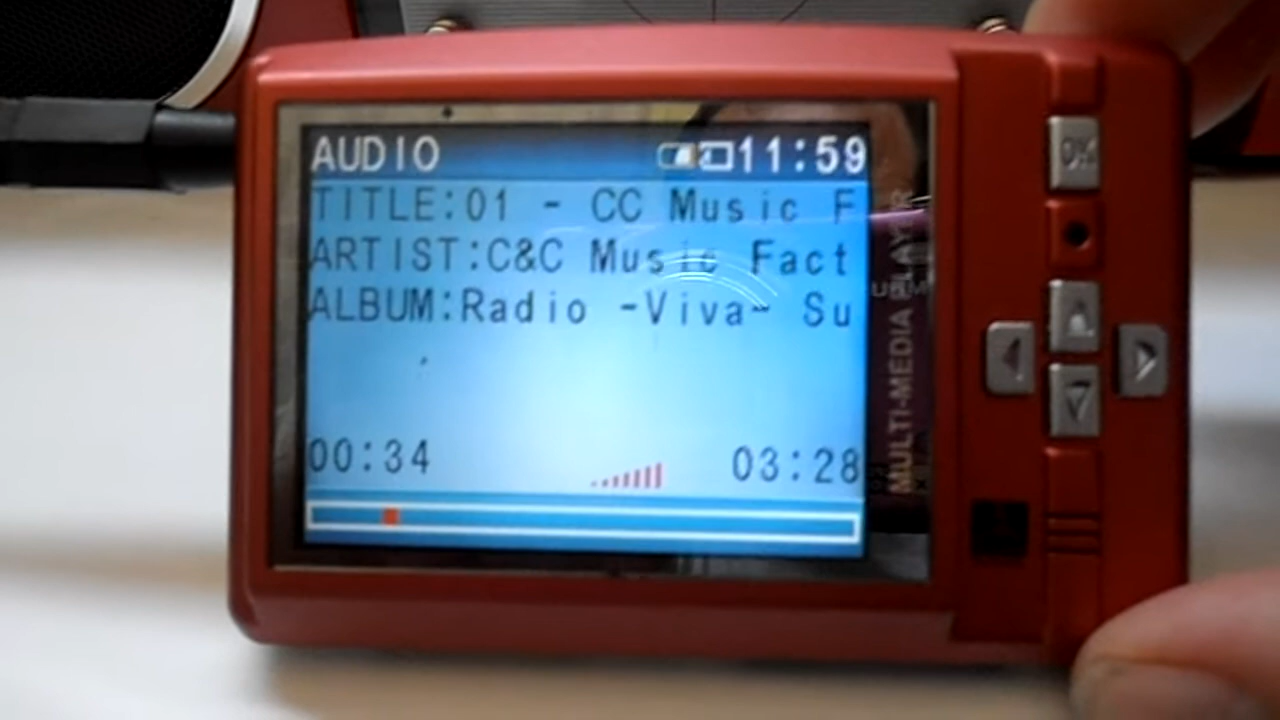 AUDIO 11:59
TITLE:01 - CC Music F
ARTIST:C&C Music Fact
ALBUM:Radio -Viva~ Su
00:34 03:28
MULTI-MEDIA PLAYER